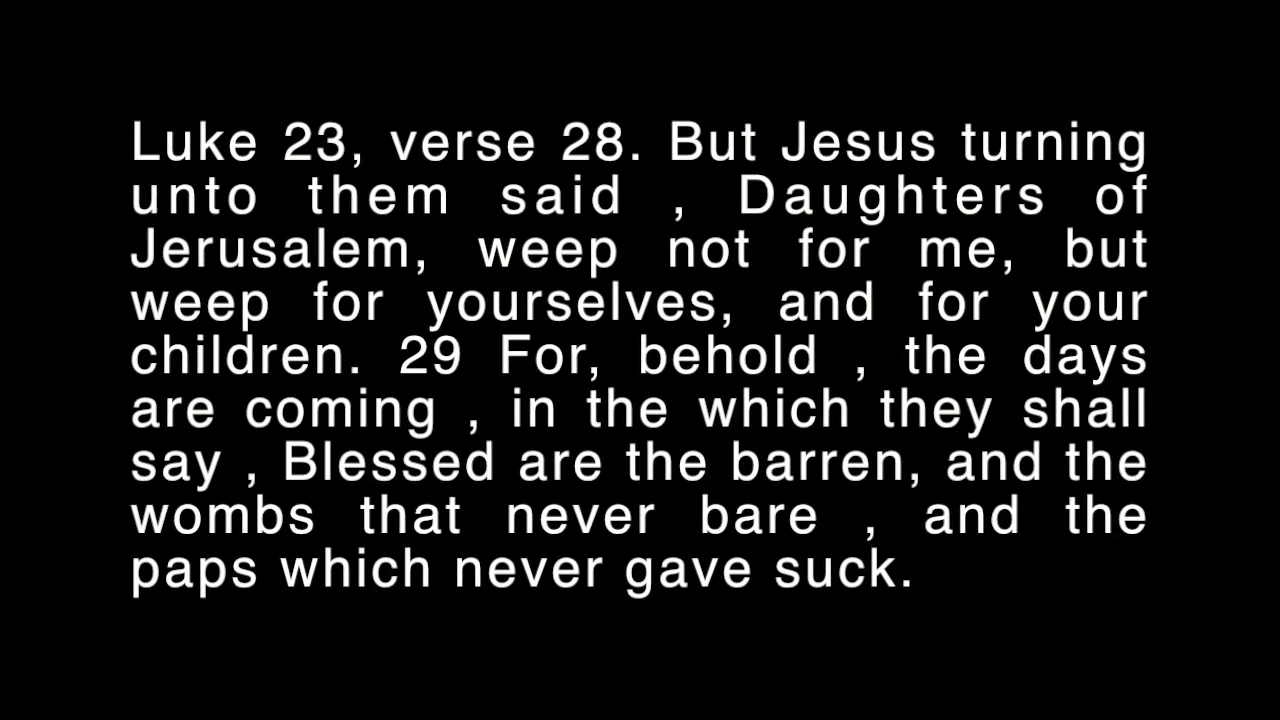 Luke 23, verse 28. But Jesus turning
unto them said , Daughters of
Jerusalem, weep not for me, but
weep for yourselves, and for your
children. 29 For, behold , the days
are coming , in the which they shall
say , Blessed are the barren, and the
wombs that never bare , and the
paps which never gave suck.